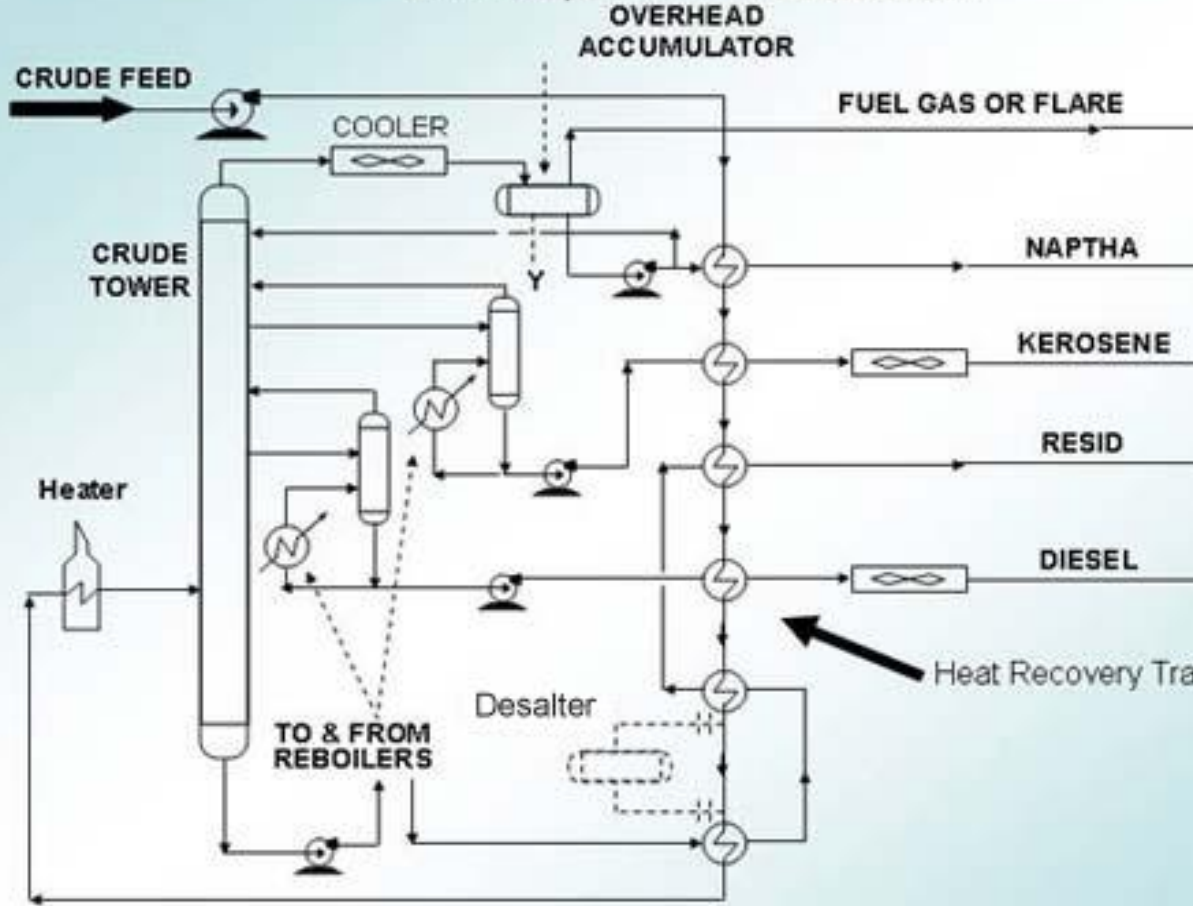 OVERHEAD
ACCUMULATOR
CRUDE FEED
FUEL GAS OR FLARE
COOLER
CRUDE
TOWER
NAPTHA
Y
KEROSENE
RESID
Heater
DIESEL
Heat Recovery Tra
Desalter
TO & FROM
REBOILERS